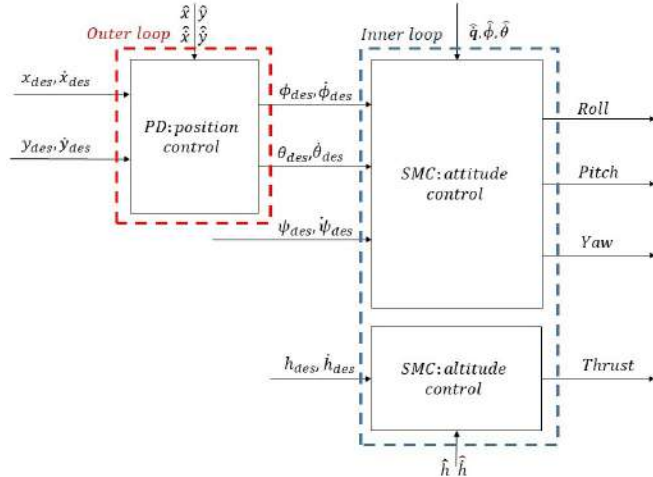 x̂ ŷ
Outer loop x̂̇ ŷ̇
Inner loop q̂, φ̂, θ̂
x_des, ẋ_des
y_des, ẏ_des
PD: position
control
ϕ_des, ϕ̇_des
θ_des, θ̇_des
ψ_des, ψ̇_des
SMC: attitude
control
Roll
Pitch
Yaw
h_des, ḣ_des
SMC: altitude
control
Thrust
ĥ ĥ̇